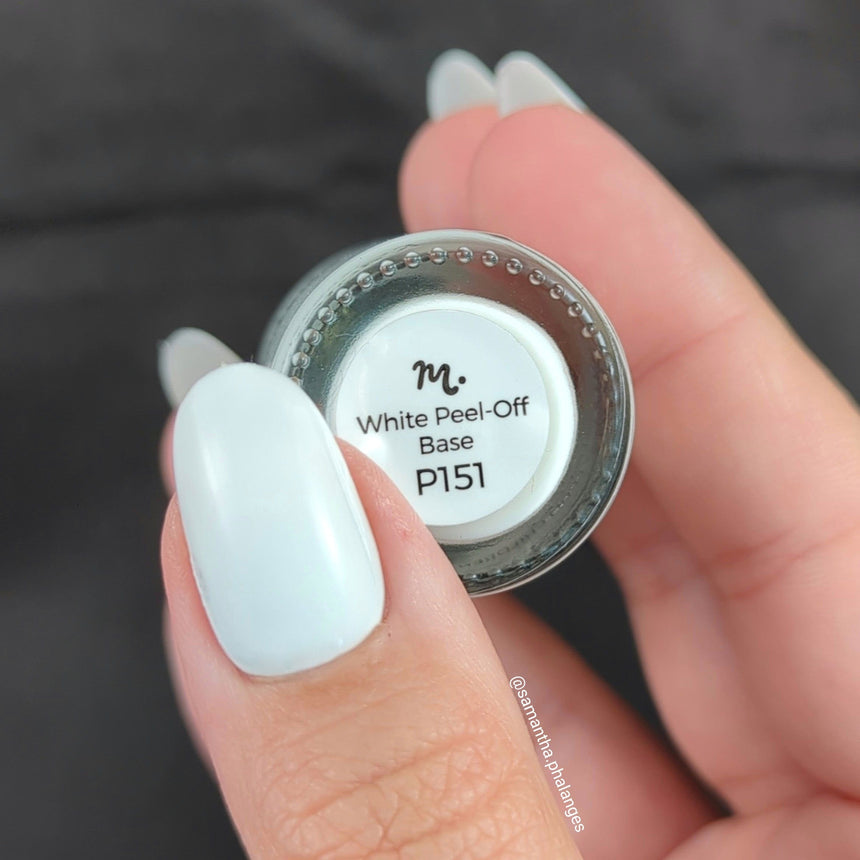 m.
White Peel-Off
Base
P151
@samantha.phalanges